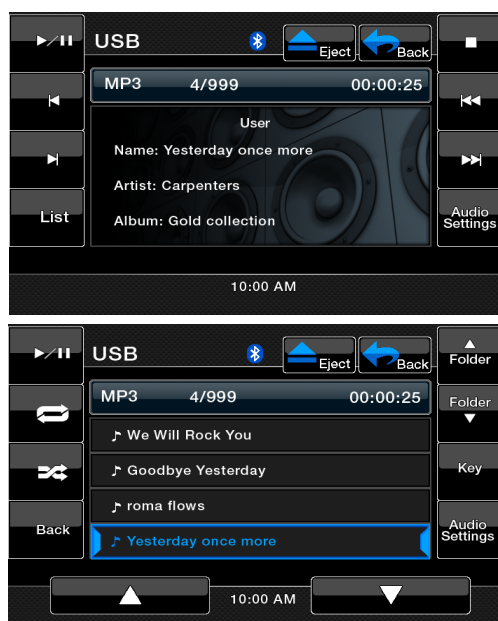 USB
Eject
Back
MP3 4/999 00:00:25
User
Name: Yesterday once more
Artist: Carpenters
Album: Gold collection
List
Audio
Settings
10:00 AM
USB
Eject
Back
Folder
MP3 4/999 00:00:25
Folder
We Will Rock You
Goodbye Yesterday
Key
roma flows
Back
Yesterday once more
Audio
Settings
10:00 AM